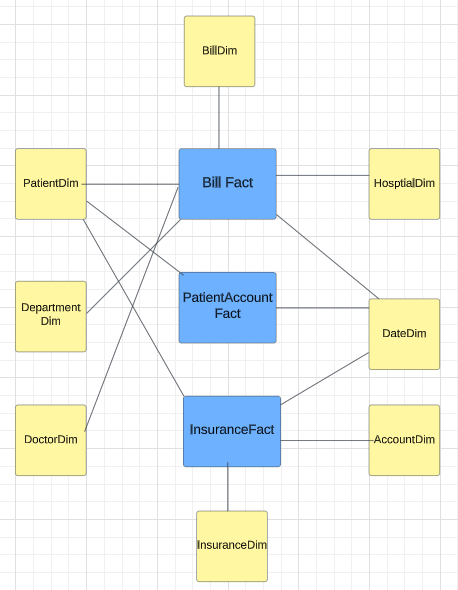 BillDim
PatientDim
Bill Fact
HosptialDim
Department
Dim
PatientAccount
Fact
DateDim
DoctorDim
InsuranceFact
AccountDim
InsuranceDim